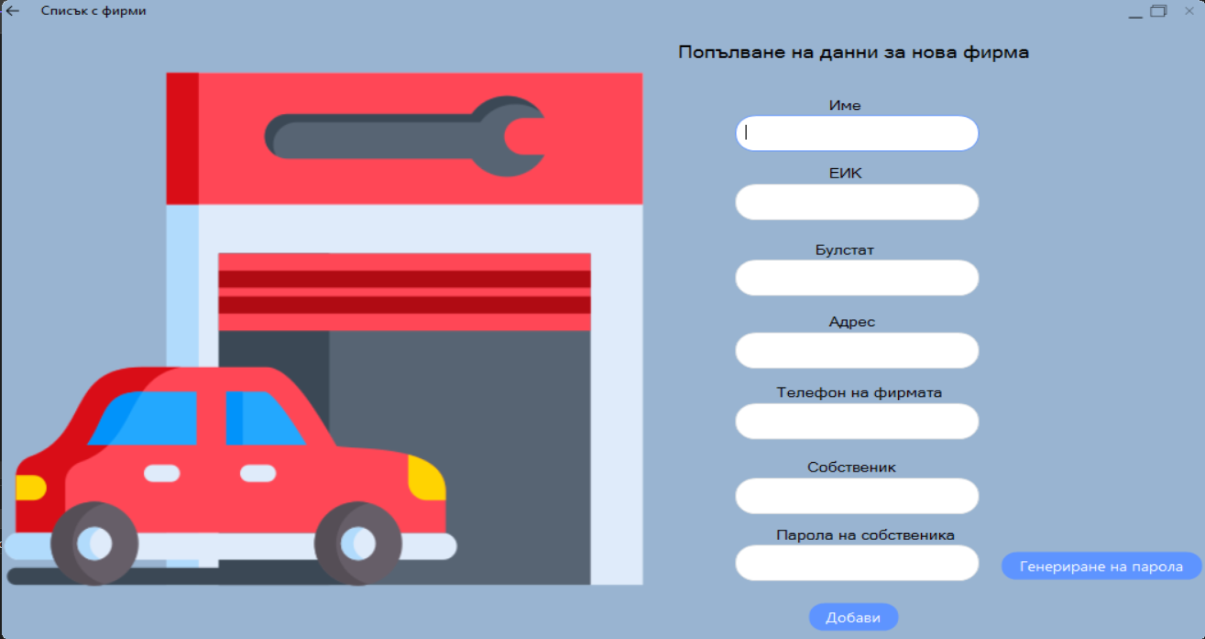 Списък с фирми
Попълване на данни за нова фирма
Име
ЕИК
Булстат
Адрес
Телефон на фирмата
Собственик
Парола на собственика
Генериране на парола
Добави